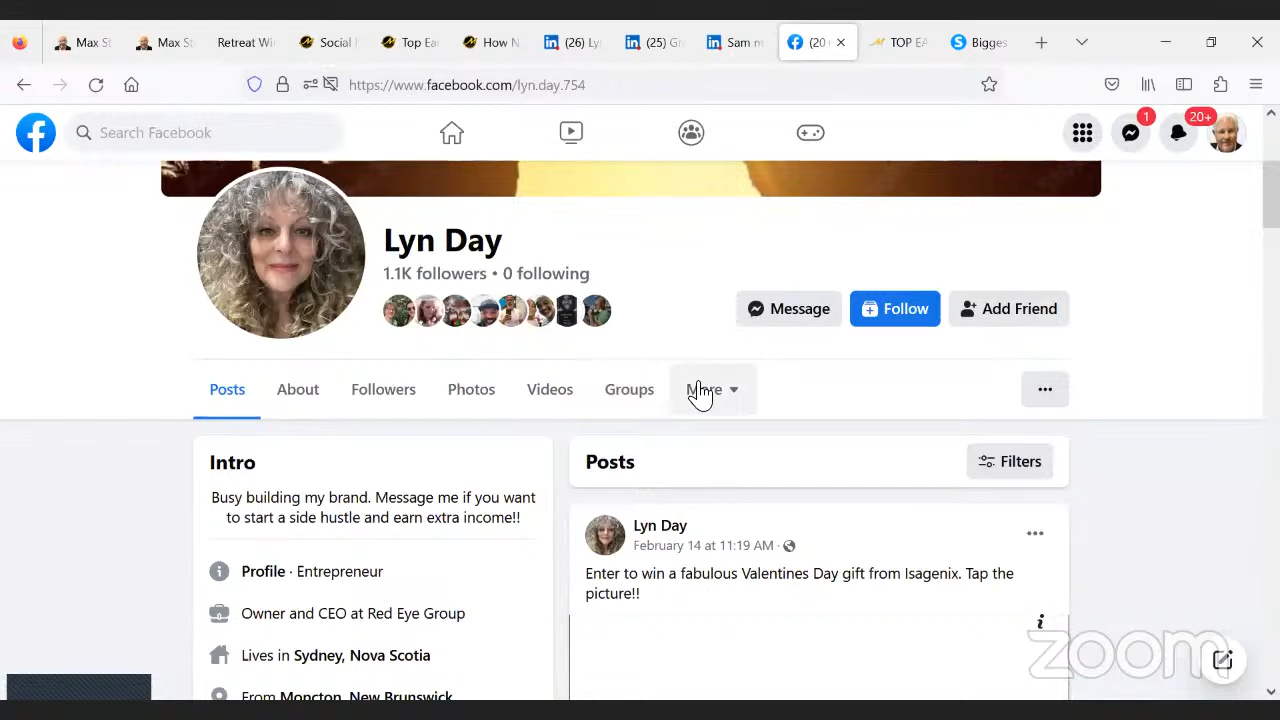 Max St
Max St
Retreat Wi
Social
Top Ea
How N
(26) Ly
(25) Gr
Sam m
(20
TOP EA
Bigges
https://www.facebook.com/lyn.day.754
Search Facebook
1
20+
Lyn Day
1.1K followers • 0 following
Message
Follow
Add Friend
Posts
About
Followers
Photos
Videos
Groups
More
Intro
Busy building my brand. Message me if you want
to start a side hustle and earn extra income!!
Profile · Entrepreneur
Owner and CEO at Red Eye Group
Lives in Sydney, Nova Scotia
From Moncton, New Brunswick
Posts
Filters
Lyn Day
February 14 at 11:19 AM ·
Enter to win a fabulous Valentines Day gift from Isagenix. Tap the
picture!!
zoom